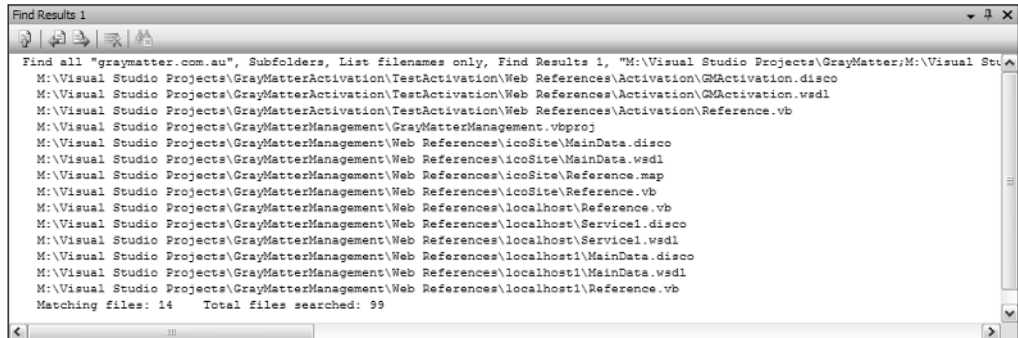 Find Results 1
Find all "graymatter.com.au", Subfolders, List filenames only, Find Results 1, "M:\Visual Studio Projects\GrayMatter;M:\Visual Stu
M:\Visual Studio Projects\GrayMatterActivation\TestActivation\Web References\Activation\GMActivation.disco
M:\Visual Studio Projects\GrayMatterActivation\TestActivation\Web References\Activation\GMActivation.wsdl
M:\Visual Studio Projects\GrayMatterActivation\TestActivation\Web References\Activation\Reference.vb
M:\Visual Studio Projects\GrayMatterManagement\GrayMatterManagement.vbproj
M:\Visual Studio Projects\GrayMatterManagement\Web References\icoSite\MainData.disco
M:\Visual Studio Projects\GrayMatterManagement\Web References\icoSite\MainData.wsdl
M:\Visual Studio Projects\GrayMatterManagement\Web References\icoSite\Reference.map
M:\Visual Studio Projects\GrayMatterManagement\Web References\icoSite\Reference.vb
M:\Visual Studio Projects\GrayMatterManagement\Web References\localhost\Reference.vb
M:\Visual Studio Projects\GrayMatterManagement\Web References\localhost\Service1.disco
M:\Visual Studio Projects\GrayMatterManagement\Web References\localhost\Service1.wsdl
M:\Visual Studio Projects\GrayMatterManagement\Web References\localhost1\MainData.disco
M:\Visual Studio Projects\GrayMatterManagement\Web References\localhost1\MainData.wsdl
M:\Visual Studio Projects\GrayMatterManagement\Web References\localhost1\Reference.vb
Matching files: 14    Total files searched: 99